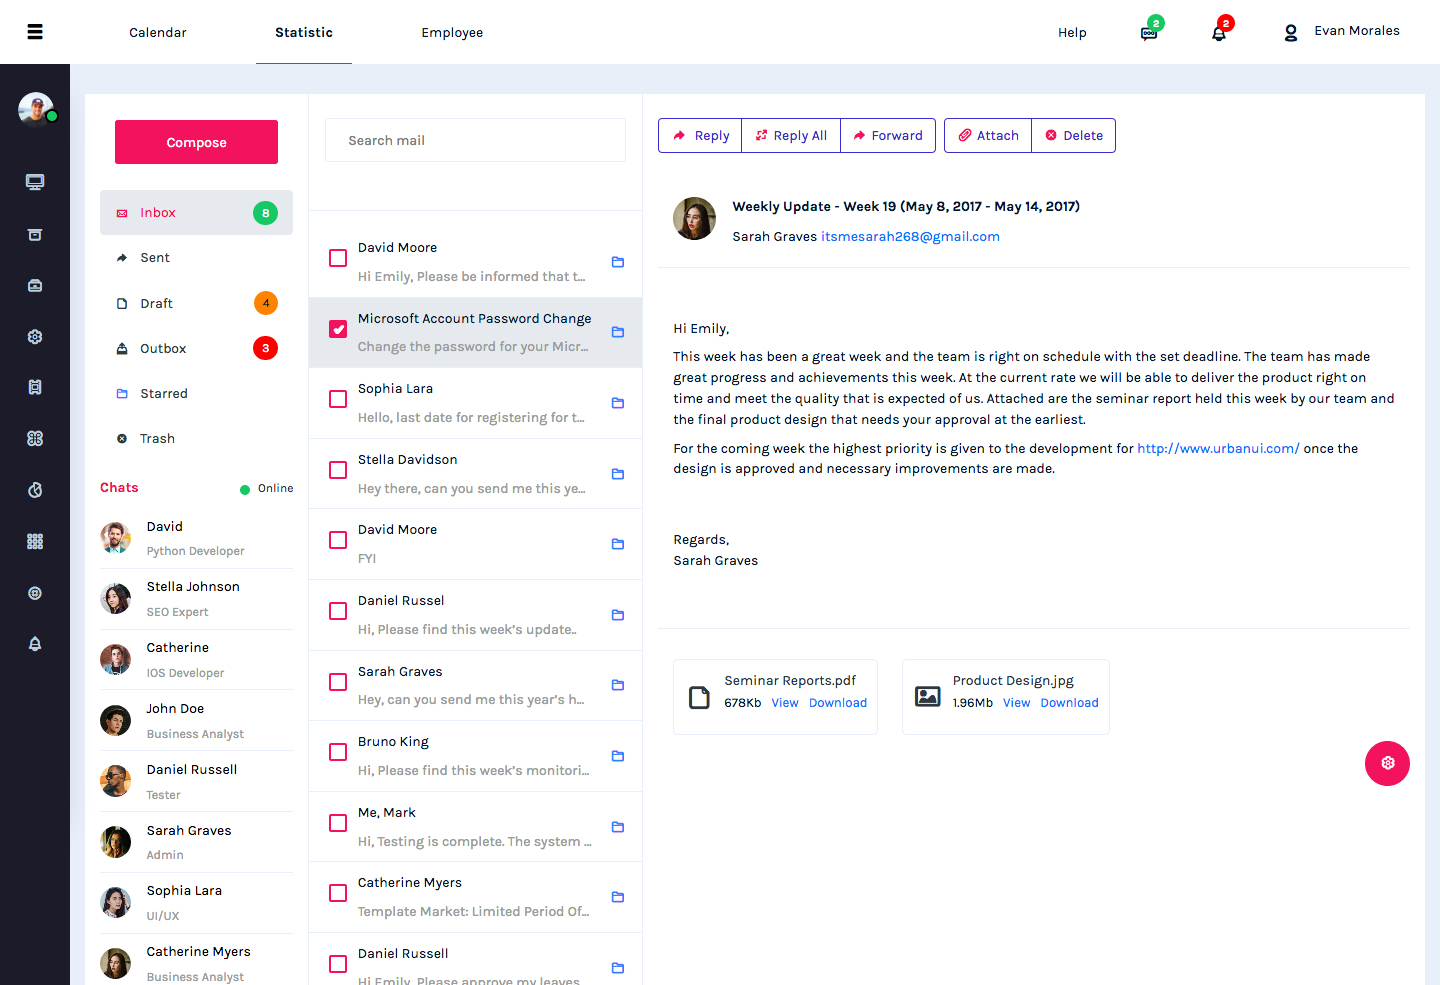 Calendar
Statistic
Employee
Help
2
2
Evan Morales
Compose
Inbox
8
Sent
Draft
4
Outbox
3
Starred
Trash
Chats
Online
David
Python Developer
Stella Johnson
SEO Expert
Catherine
IOS Developer
John Doe
Business Analyst
Daniel Russell
Tester
Sarah Graves
Admin
Sophia Lara
UI/UX
Catherine Myers
Business Analyst
Search mail
David Moore
Hi Emily, Please be informed that t...
Microsoft Account Password Change
Change the password for your Micr...
Sophia Lara
Hello, last date for registering for t...
Stella Davidson
Hey there, can you send me this ye...
David Moore
FYI
Daniel Russel
Hi, Please find this week's update..
Sarah Graves
Hey, can you send me this year's h...
Bruno King
Hi, Please find this week's monitori...
Me, Mark
Hi, Testing is complete. The system ...
Catherine Myers
Template Market: Limited Period Of...
Daniel Russell
Hi Emily, Please approve my leaves
Reply
Reply All
Forward
Attach
Delete
Weekly Update - Week 19 (May 8, 2017 - May 14, 2017)
Sarah Graves itsmesarah268@gmail.com
Hi Emily,
This week has been a great week and the team is right on schedule with the set deadline. The team has made
great progress and achievements this week. At the current rate we will be able to deliver the product right on
time and meet the quality that is expected of us. Attached are the seminar report held this week by our team and
the final product design that needs your approval at the earliest.
For the coming week the highest priority is given to the development for http://www.urbanui.com/ once the
design is approved and necessary improvements are made.
Regards,
Sarah Graves
Seminar Reports.pdf
678Kb View Download
Product Design.jpg
1.96Mb View Download